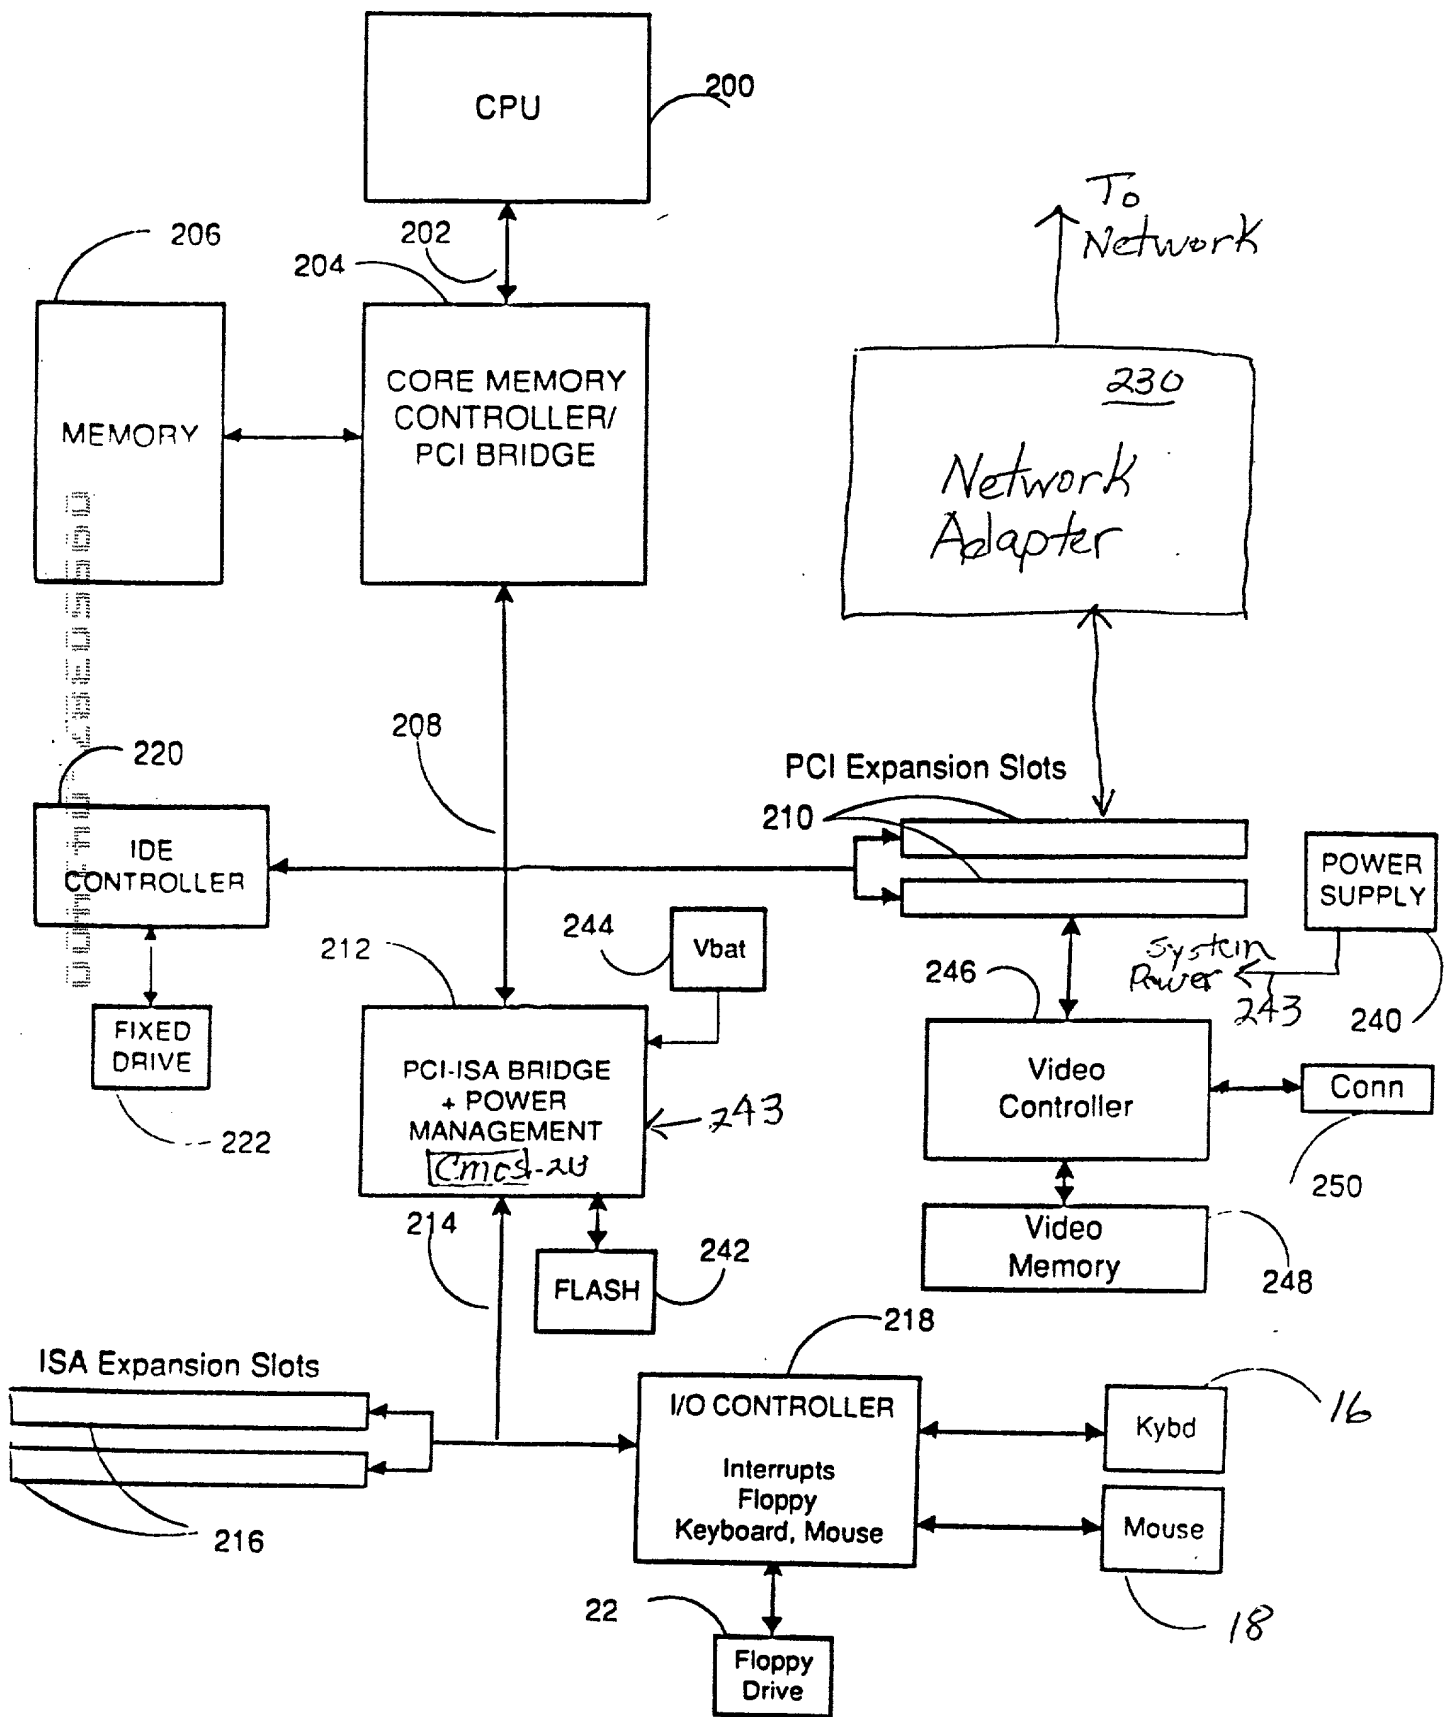 CPU
200
202
206
204
To
Network
MEMORY
CORE MEMORY
CONTROLLER/
PCI BRIDGE
230
Network
Adapter
208
220
PCI Expansion Slots
210
IDE
CONTROLLER
POWER
SUPPLY
244
Vbat
212
246
System
Power
243
240
FIXED
DRIVE
222
PCI-ISA BRIDGE
+ POWER
MANAGEMENT
Cmos
243
Video
Controller
Conn
250
214
242
FLASH
Video
Memory
248
218
ISA Expansion Slots
216
I/O CONTROLLER
Interrupts
Floppy
Keyboard, Mouse
Kybd
16
Mouse
18
22
Floppy
Drive